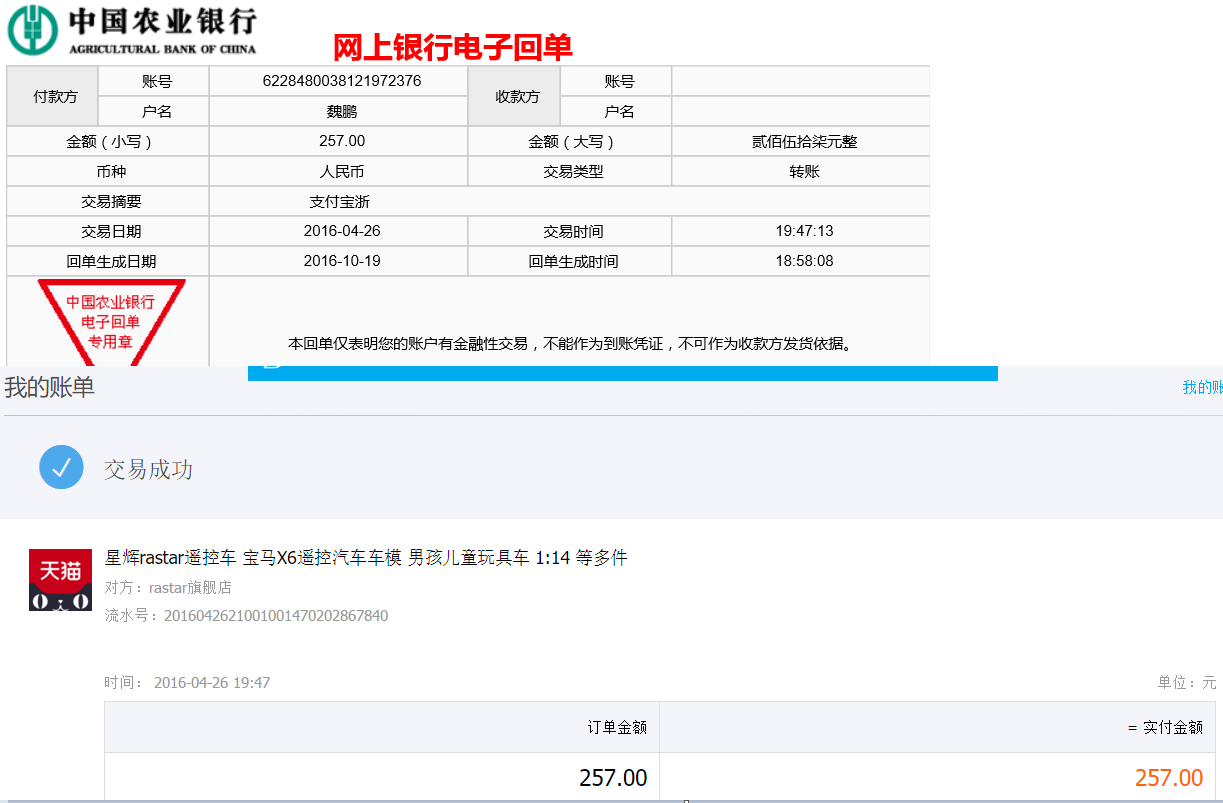 中国农业银行
AGRICULTURAL BANK OF CHINA
网上银行电子回单
付款方 账号 6228480038121972376 收款方 账号
户名 魏鹏 户名
金额（小写） 257.00 金额（大写） 贰佰伍拾柒元整
币种 人民币 交易类型 转账
交易摘要 支付宝浙
交易日期 2016-04-26 交易时间 19:47:13
回单生成日期 2016-10-19 回单生成时间 18:58:08
中国农业银行
电子回单
专用章
本回单仅表明您的账户有金融性交易，不能作为到账凭证，不可作为收款方发货依据。
我的账单 我的账
交易成功
天猫
星辉rastar遥控车 宝马X6遥控汽车车模 男孩儿童玩具车 1:14 等多件
对方：rastar旗舰店
流水号：2016042621001001470202867840
时间： 2016-04-26 19:47 单位：元
订单金额 = 实付金额
257.00 257.00